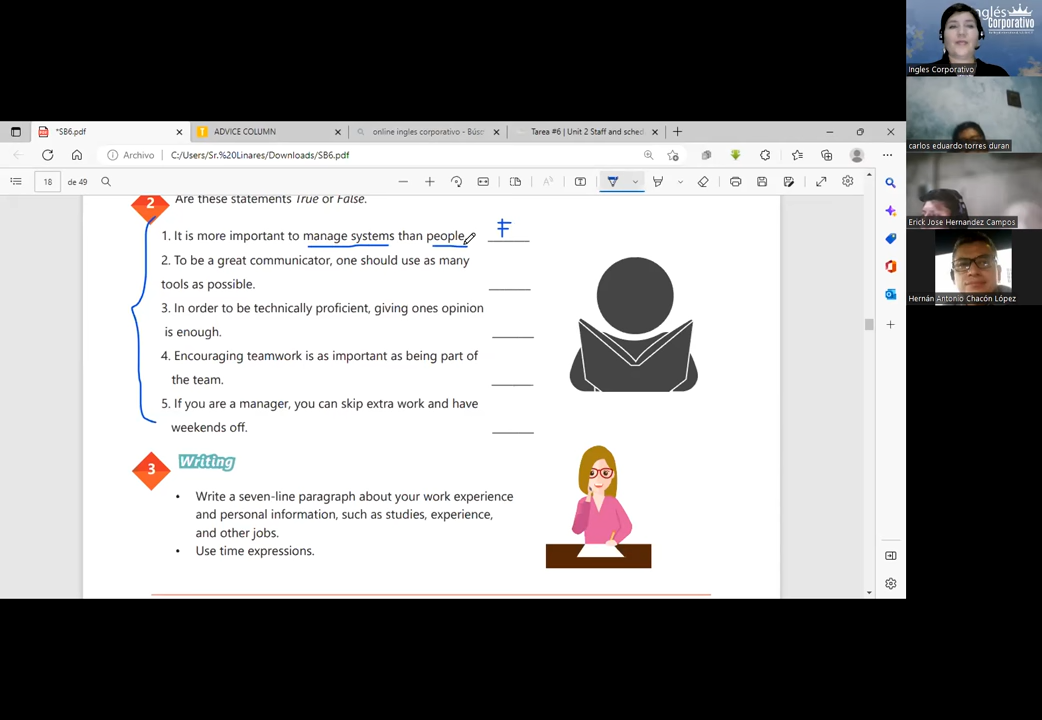 Inglés
Corporativo
Ingles Corporativo
carlos eduardo torres duran
Erick Jose Hernandez Campos
Hernán Antonio Chacón López
*SB6.pdf
ADVICE COLUMN
online ingles corporativo - Búsc
Tarea #6 | Unit 2 Staff and sched
Archivo
C:/Users/Sr.%20Linares/Downloads/SB6.pdf
18 de 49
2 Are these statements True or False.
1. It is more important to manage systems than people. F
2. To be a great communicator, one should use as many
tools as possible.
3. In order to be technically proficient, giving ones opinion
is enough.
4. Encouraging teamwork is as important as being part of
the team.
5. If you are a manager, you can skip extra work and have
weekends off.
3 Writing
• Write a seven-line paragraph about your work experience
and personal information, such as studies, experience,
and other jobs.
• Use time expressions.